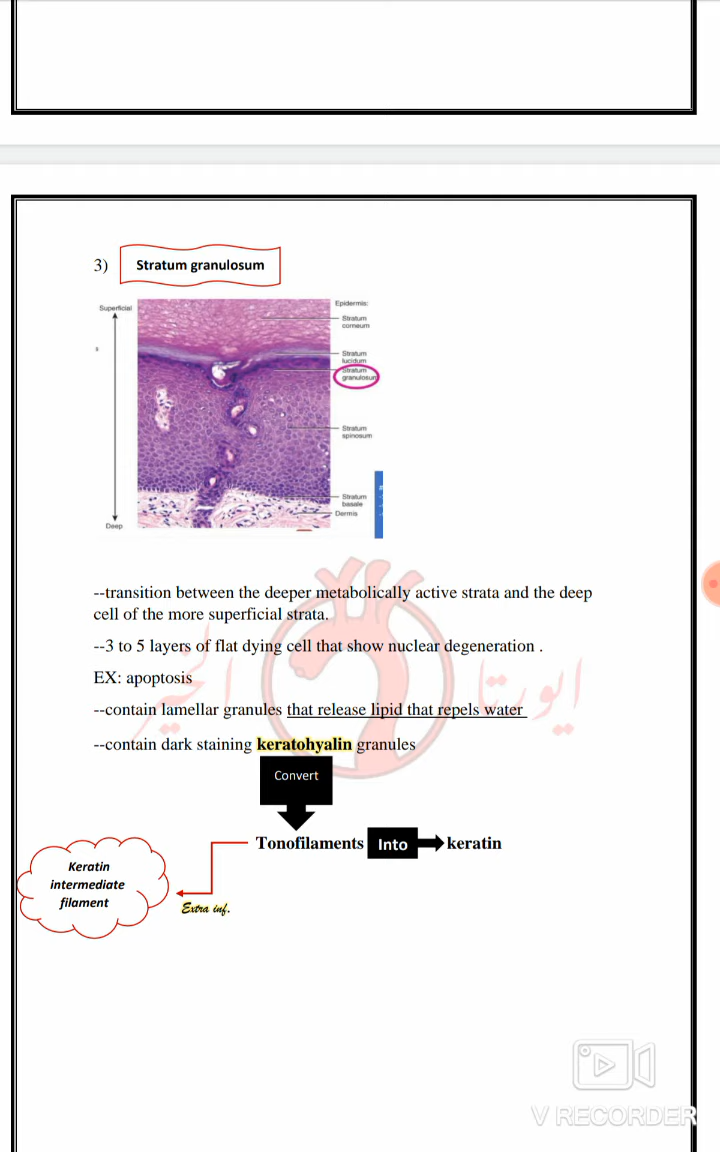 3) Stratum granulosum
Superficial
Epidermis:
Stratum
corneum
Stratum
lucidum
Stratum
granulosum
Stratum
spinosum
Stratum
basale
Dermis
Deep
--transition between the deeper metabolically active strata and the deep
cell of the more superficial strata.
--3 to 5 layers of flat dying cell that show nuclear degeneration .
EX: apoptosis
--contain lamellar granules that release lipid that repels water
--contain dark staining keratohyalin granules
Convert
Tonofilaments Into keratin
Keratin
intermediate
filament
Extra inf.
ايورتا الخير
V RECORDER